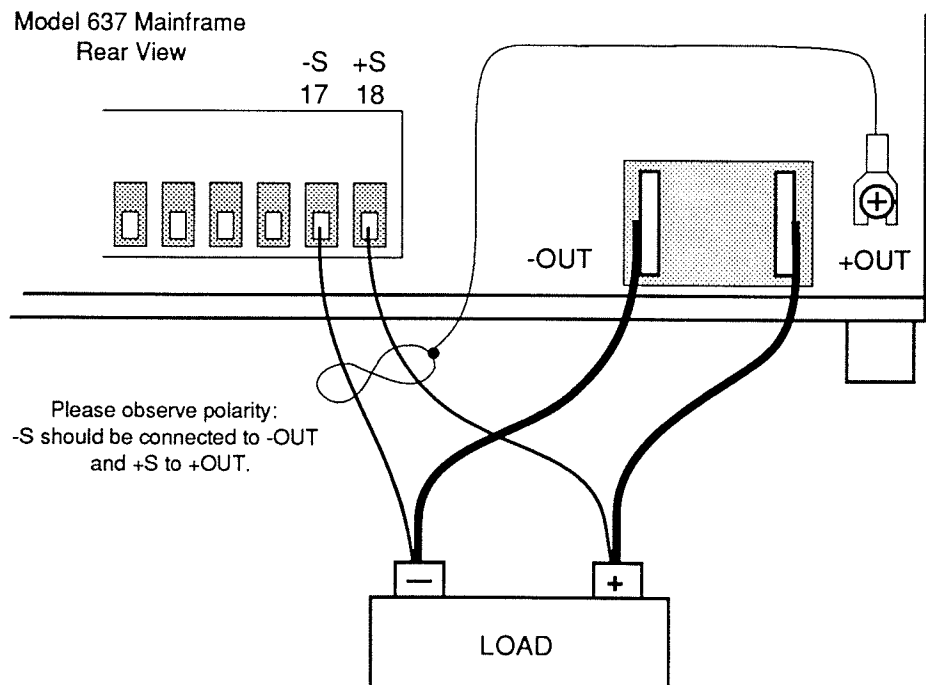 Model 637 Mainframe
Rear View
-S +S
17 18
-OUT
+OUT
Please observe polarity:
-S should be connected to -OUT
and +S to +OUT.
— +
LOAD